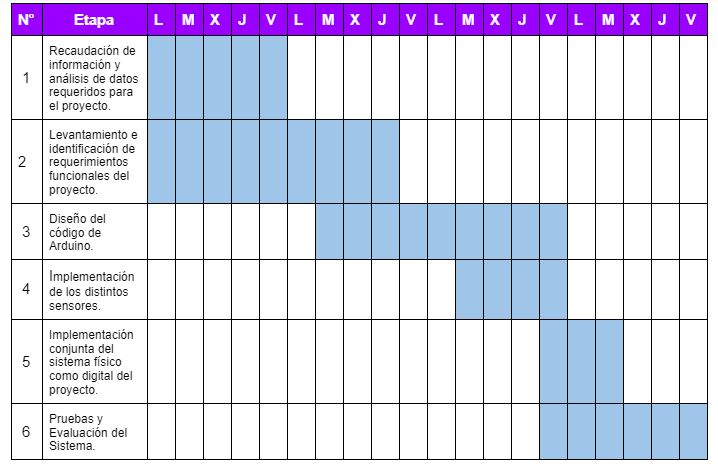 N° Etapa L M X J V L M X J V L M X J V L M X J V
1
Recaudación de
información y
análisis de datos
requeridos para
el proyecto.
2
Levantamiento e
identificación de
requerimientos
funcionales del
proyecto.
3
Diseño del
código de
Arduino.
4
Implementación
de los distintos
sensores.
5
Implementación
conjunta del
sistema físico
como digital del
proyecto.
6
Pruebas y
Evaluación del
Sistema.